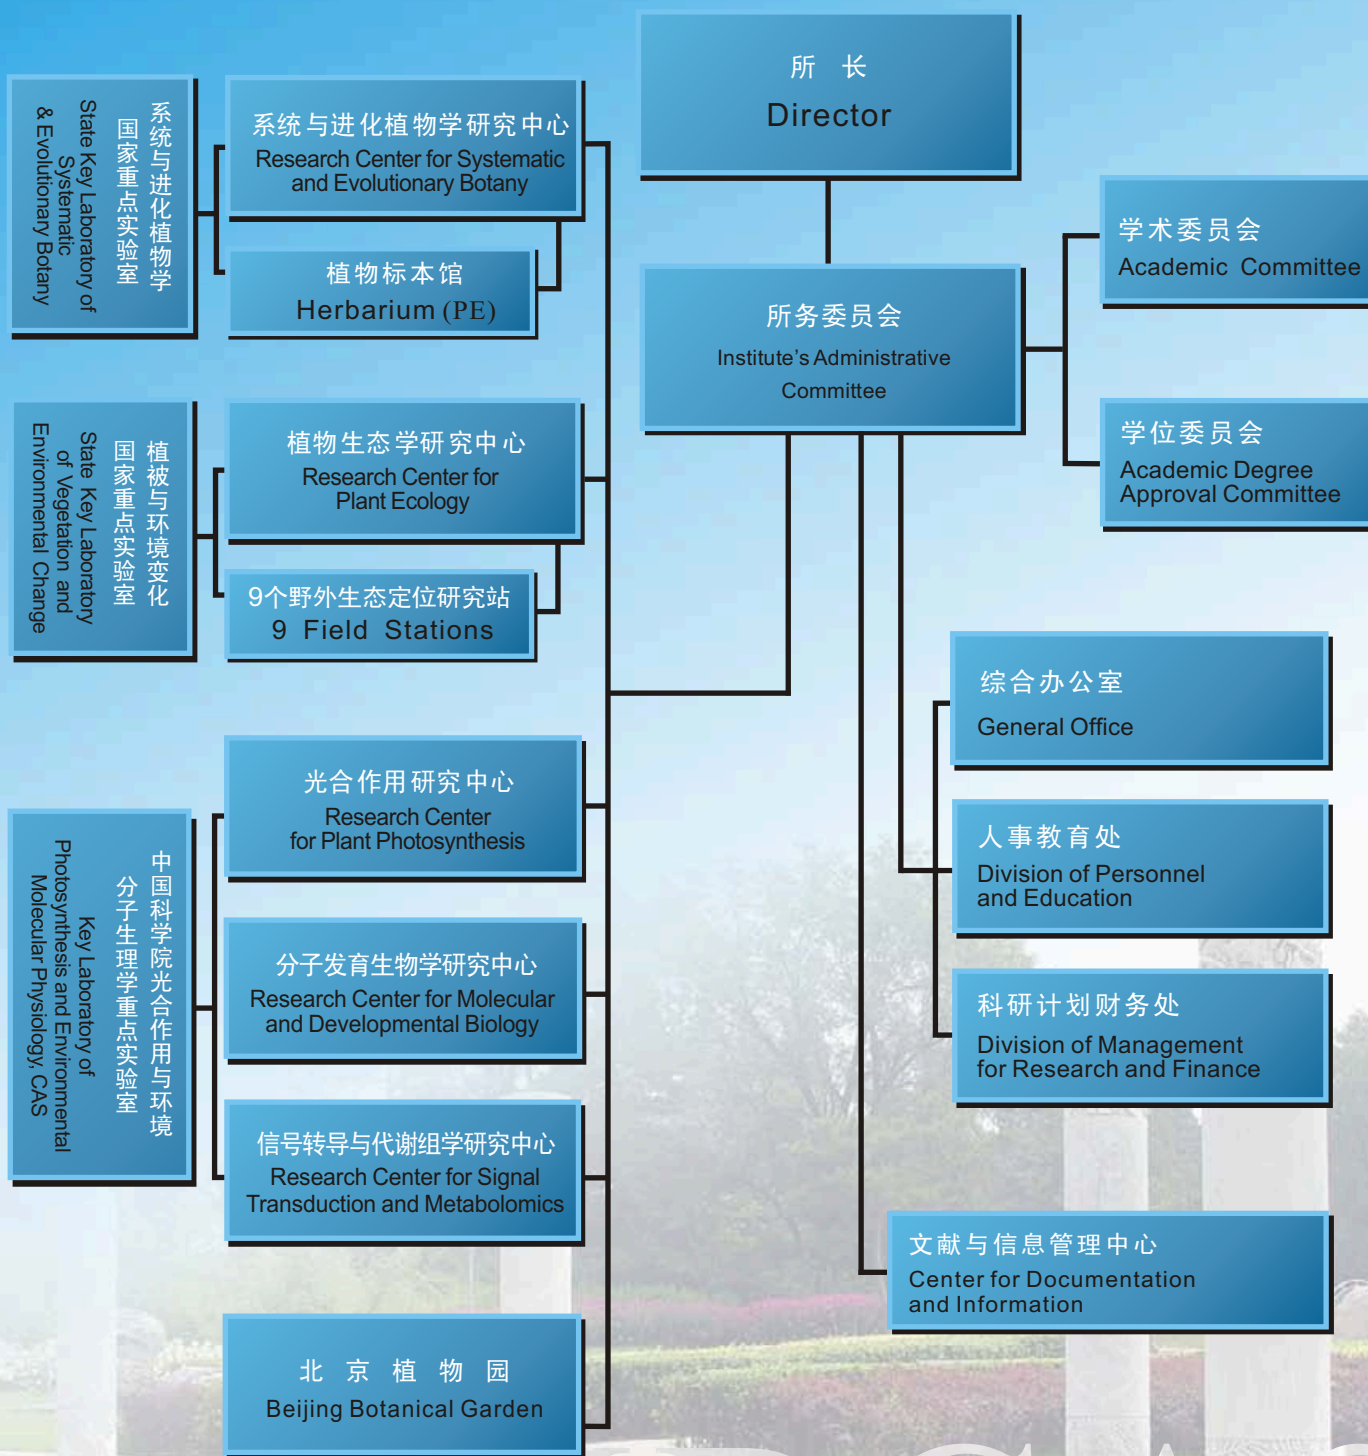 所 长
Director
所务委员会
Institute's Administrative
Committee
学术委员会
Academic Committee
学位委员会
Academic Degree
Approval Committee
系统与进化植物学
国家重点实验室
State Key Laboratory of
Systematic
& Evolutionary Botany
系统与进化植物学研究中心
Research Center for Systematic
and Evolutionary Botany
植物标本馆
Herbarium (PE)
植被与环境变化
国家重点实验室
State Key Laboratory
of Vegetation and
Environmental Change
植物生态学研究中心
Research Center for
Plant Ecology
9个野外生态定位研究站
9 Field Stations
中国科学院光合作用与环境
分子生理学重点实验室
Key Laboratory of
Photosynthesis and Environmental
Molecular Physiology, CAS
光合作用研究中心
Research Center
for Plant Photosynthesis
分子发育生物学研究中心
Research Center for Molecular
and Developmental Biology
信号转导与代谢组学研究中心
Research Center for Signal
Transduction and Metabolomics
北 京 植 物 园
Beijing Botanical Garden
综合办公室
General Office
人事教育处
Division of Personnel
and Education
科研计划财务处
Division of Management
for Research and Finance
文献与信息管理中心
Center for Documentation
and Information